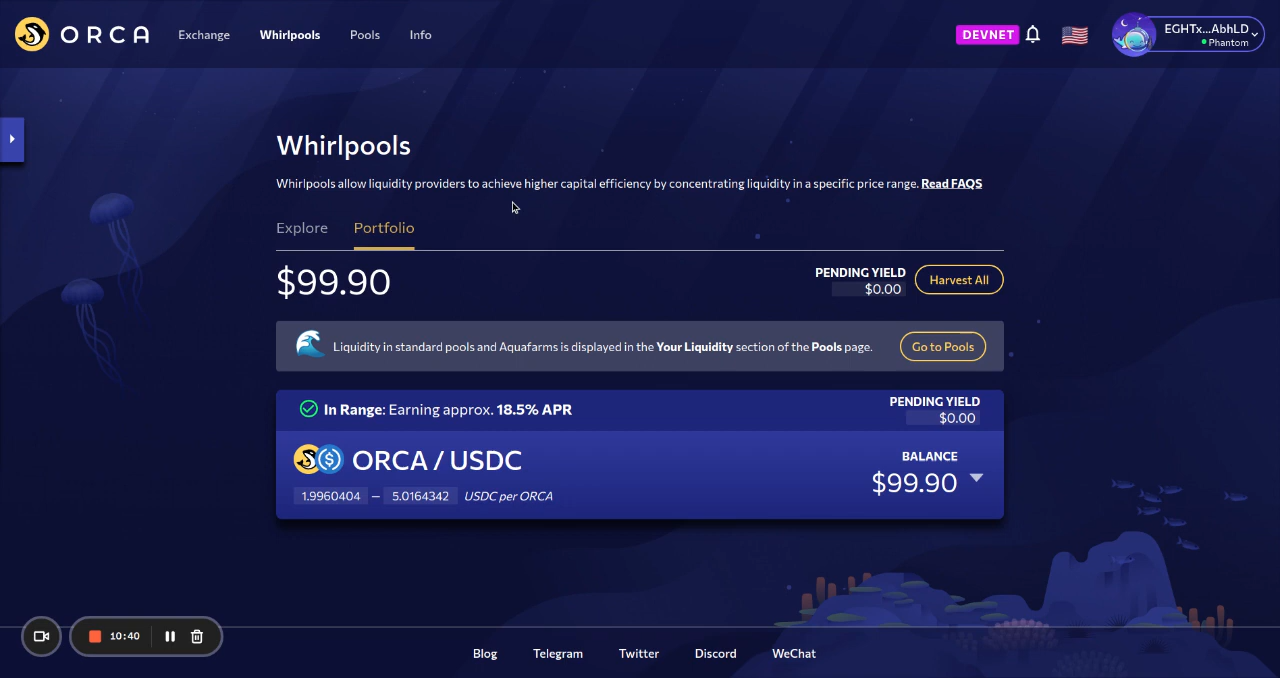 ORCA Exchange Whirlpools Pools Info DEVNET EGHTx...AbhLD
Phantom
Whirlpools
Whirlpools allow liquidity providers to achieve higher capital efficiency by concentrating liquidity in a specific price range. Read FAQS
Explore Portfolio
$99.90 PENDING YIELD Harvest All
$0.00
Liquidity in standard pools and Aquafarms is displayed in the Your Liquidity section of the Pools page. Go to Pools
In Range: Earning approx. 18.5% APR PENDING YIELD
$0.00
ORCA / USDC BALANCE
$99.90
1.9960404 — 5.0164342 USDC per ORCA
10:40
Blog Telegram Twitter Discord WeChat